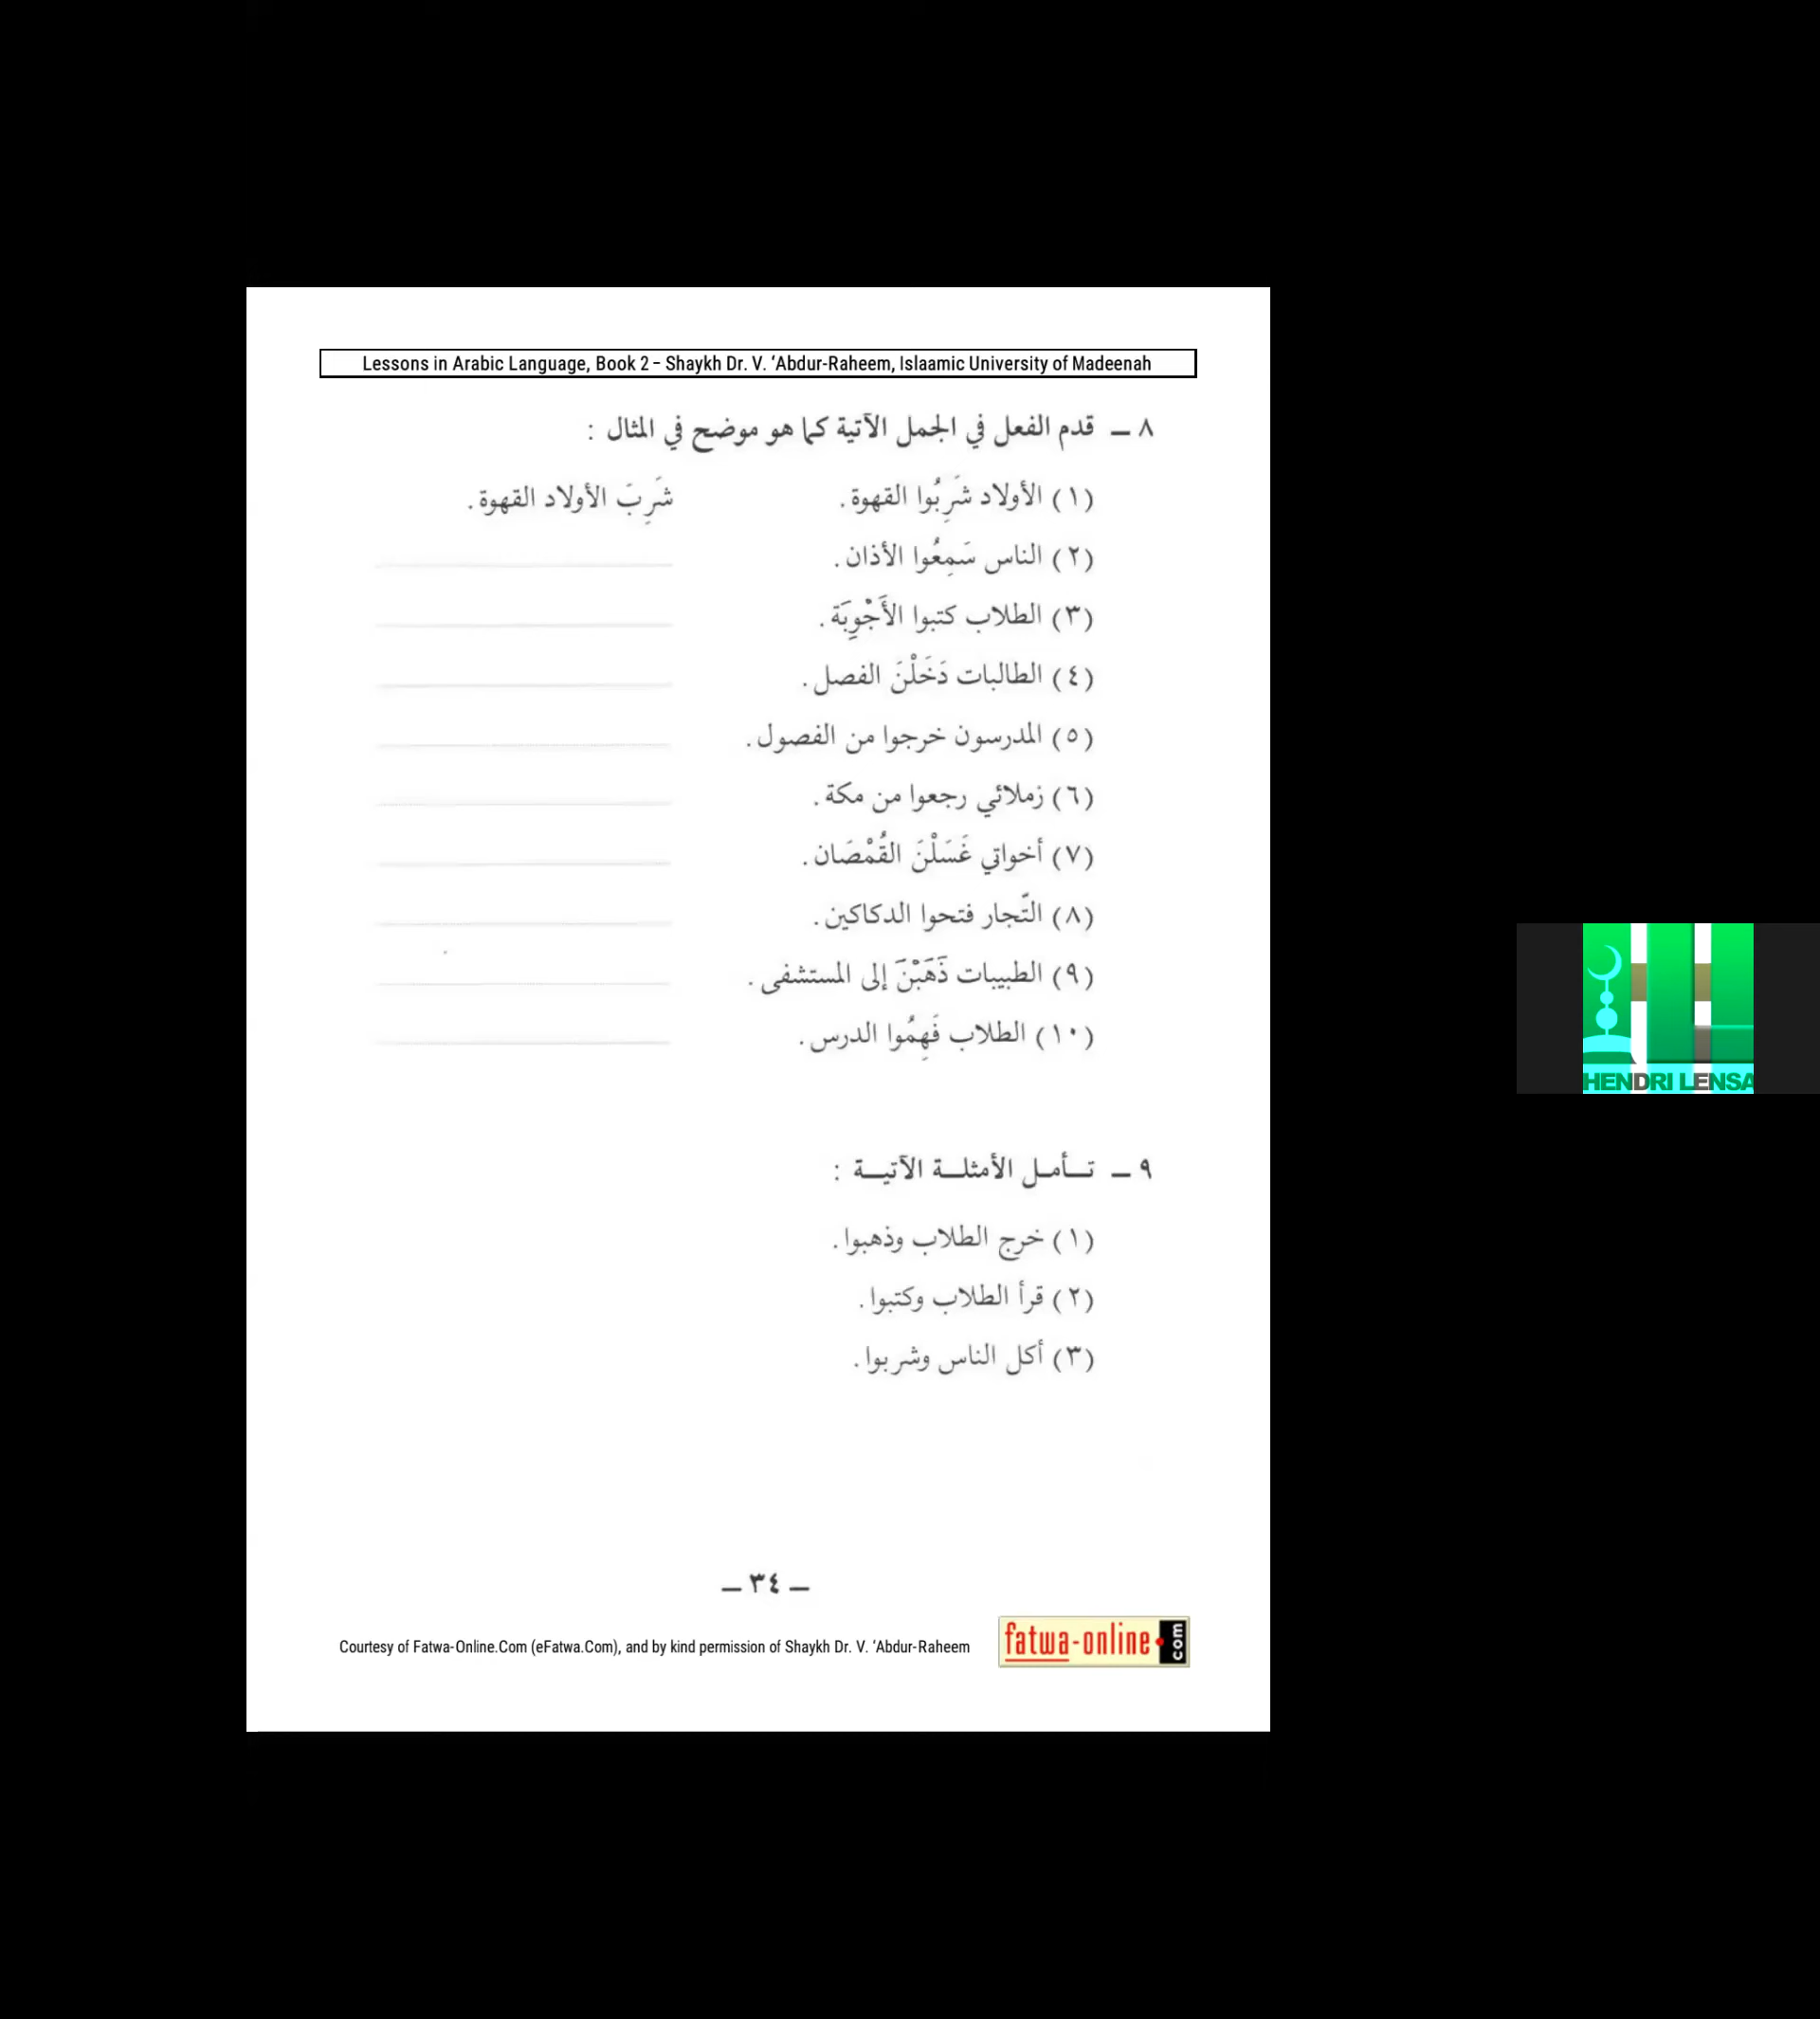 Lessons in Arabic Language, Book 2 – Shaykh Dr. V. ‘Abdur-Raheem, Islaamic University of Madeenah
٨ ــ قدم الفعل في الجمل الآتية كما هو موضح في المثال :
(١) الأولاد شَرِبُوا القهوة . شَرِبَ الأولاد القهوة .
(٢) الناس سَمِعُوا الأذان .
(٣) الطلاب كتبوا الأَجْوِبَة .
(٤) الطالبات دَخَلْنَ الفصل .
(٥) المدرسون خرجوا من الفصول .
(٦) زملائي رجعوا من مكة .
(٧) أخواتي غَسَلْنَ القُمْصَان .
(٨) التّجار فتحوا الدكاكين .
(٩) الطبيبات ذَهَبْنَ إلى المستشفى .
(١٠) الطلاب فَهِمُوا الدرس .
٩ ــ تــأمـل الأمثلــة الآتيــة :
(١) خرج الطلاب وذهبوا .
(٢) قرأ الطلاب وكتبوا .
(٣) أكل الناس وشربوا .
ــ ٣٤ ــ
Courtesy of Fatwa-Online.Com (eFatwa.Com), and by kind permission of Shaykh Dr. V. ‘Abdur-Raheem
fatwa-online.com
HENDRI LENSA